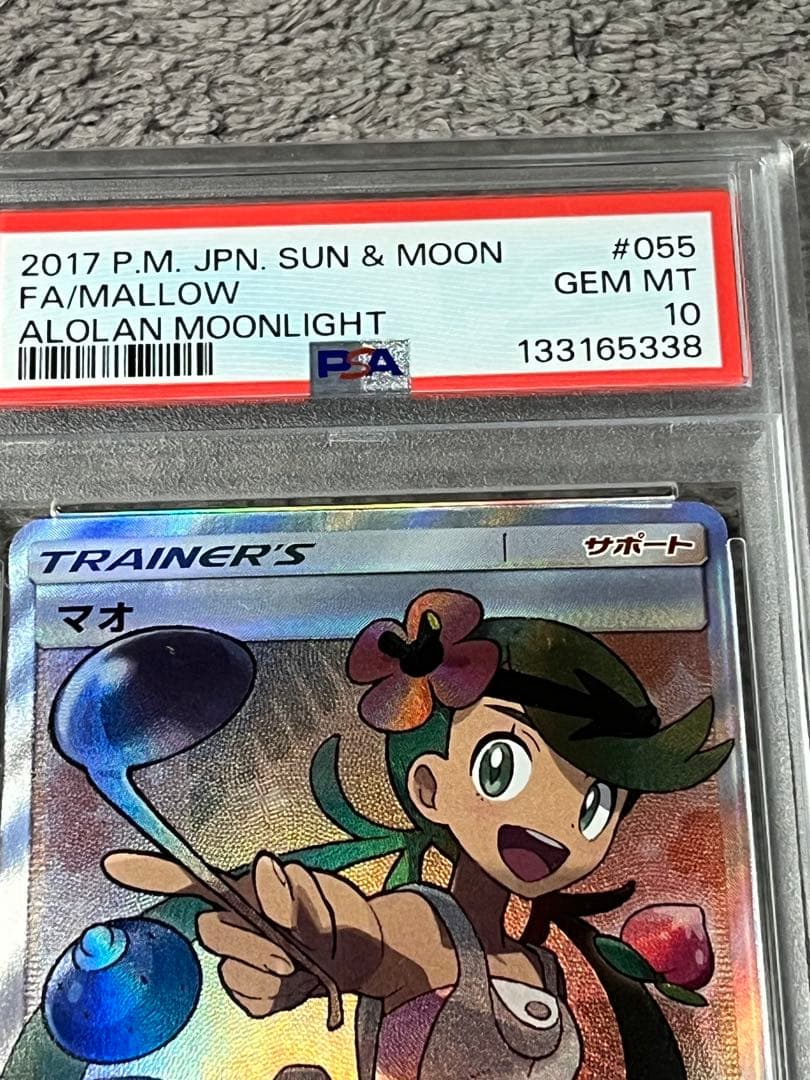 2017 P.M. JPN. SUN & MOON #055
FA/MALLOW GEM MT
ALOLAN MOONLIGHT 10
PSA 133165338
TRAINER'S サポート
マオ